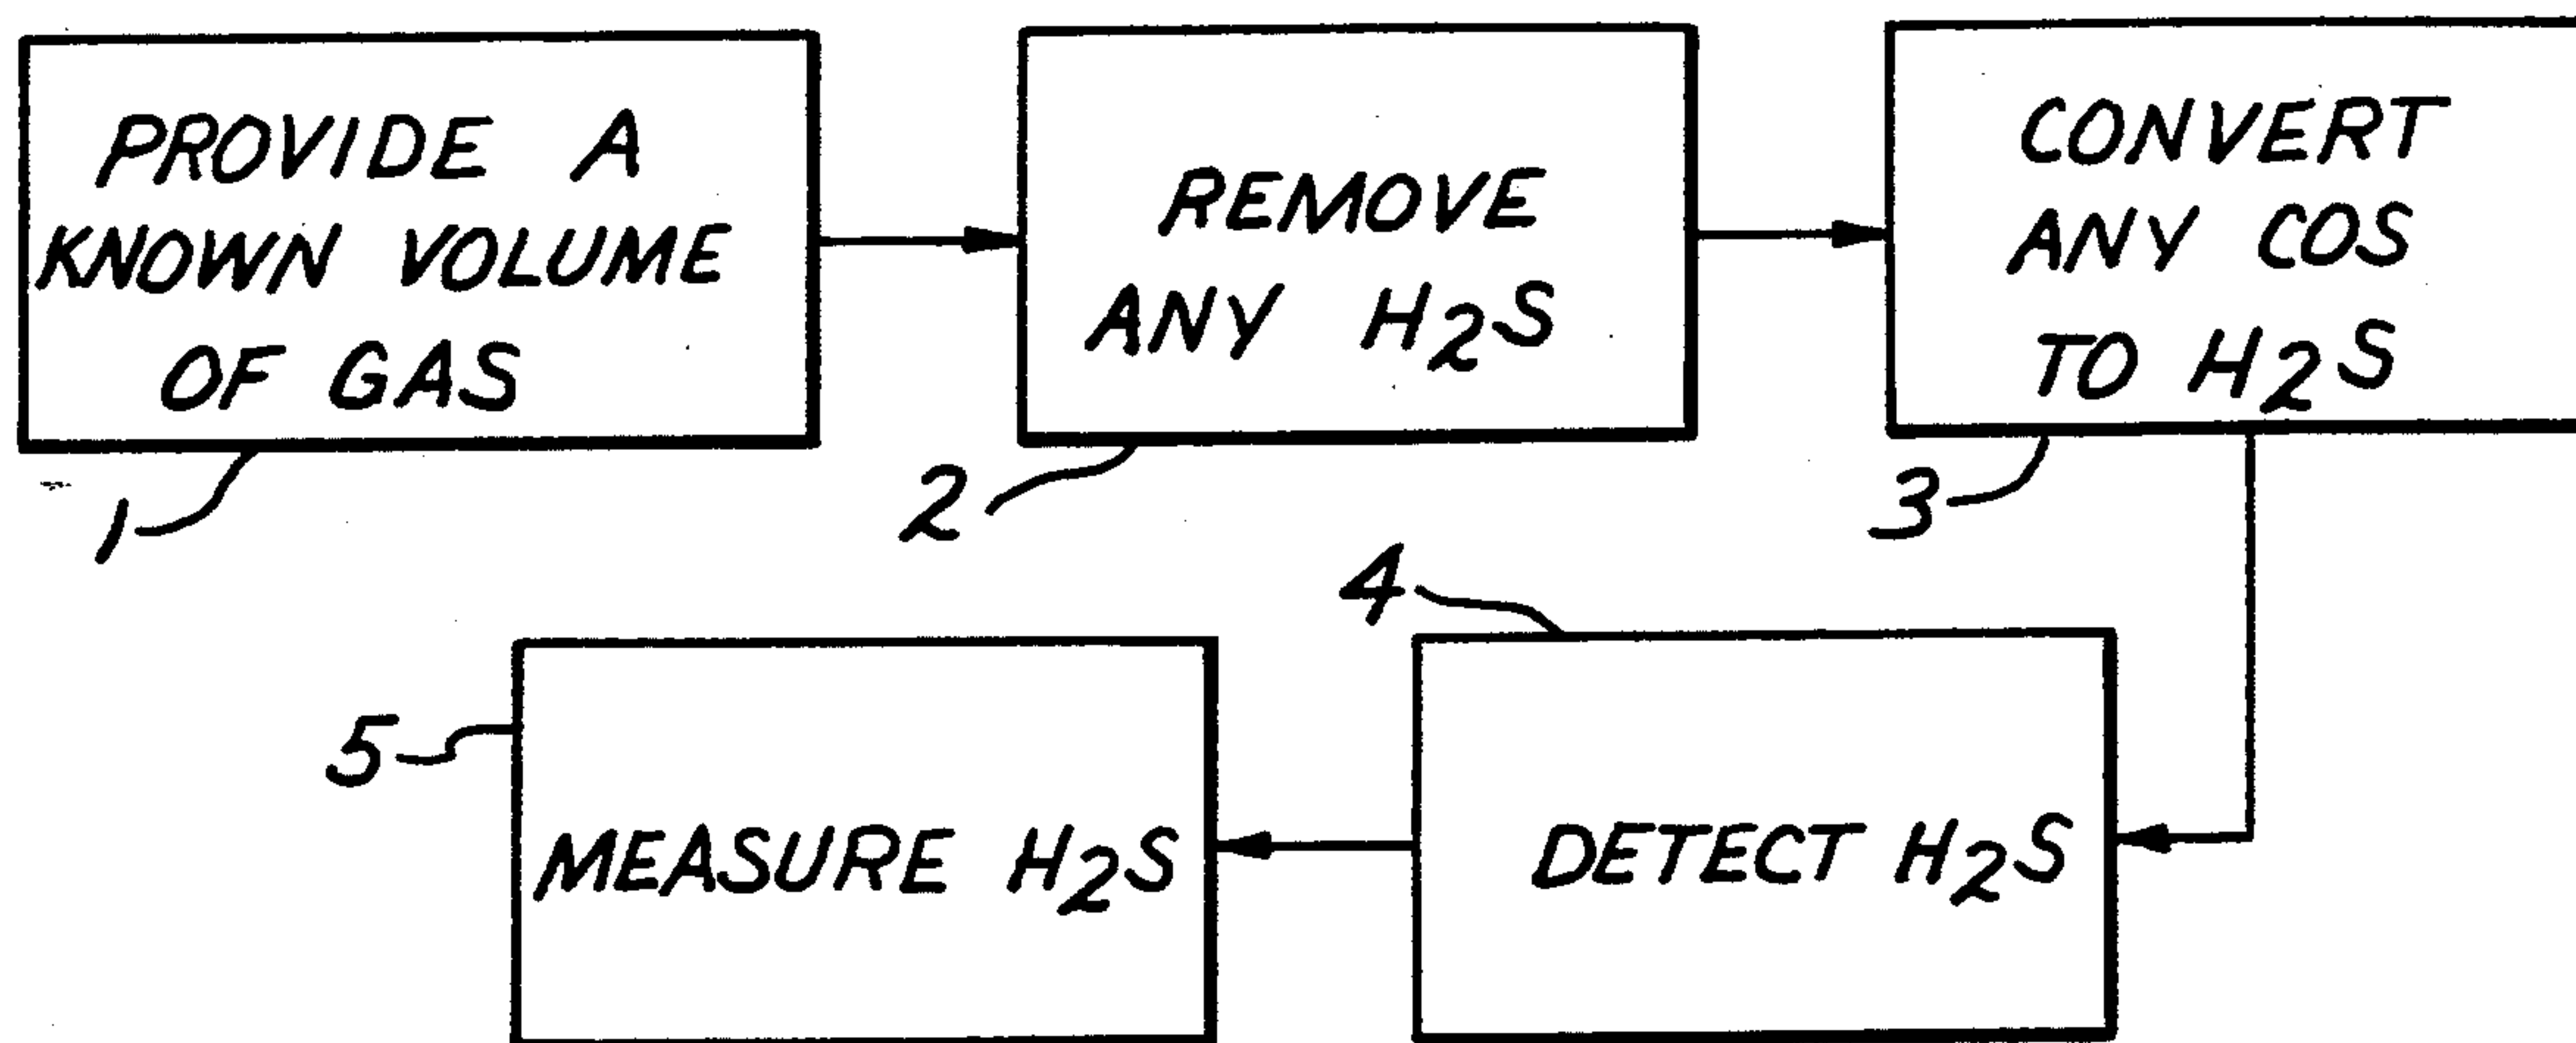 PROVIDE A
KNOWN VOLUME
OF GAS
REMOVE
ANY H2S
CONVERT
ANY COS
TO H2S
1
2
3
4
5
MEASURE H2S
DETECT H2S